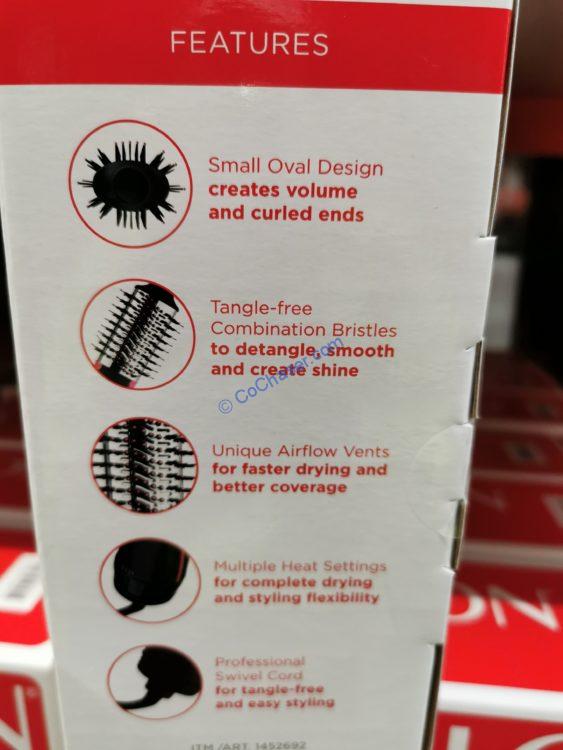 FEATURES
Small Oval Design
creates volume
and curled ends
Tangle-free
Combination Bristles
to detangle, smooth
and create shine
© CoChaser.com
Unique Airflow Vents
for faster drying and
better coverage
Multiple Heat Settings
for complete drying
and styling flexibility
Professional
Swivel Cord
for tangle-free
and easy styling
ITM /ART. 1452692
ON
N
LON